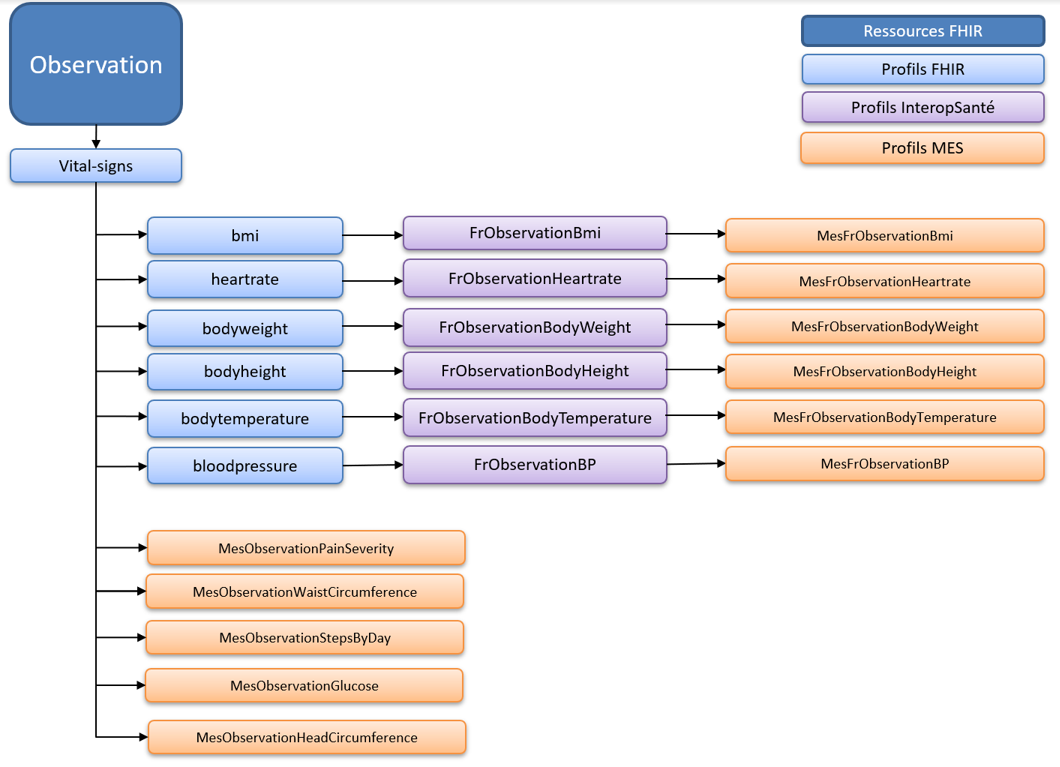 Observation
Ressources FHIR
Profils FHIR
Profils InteropSanté
Profils MES
Vital-signs
bmi
FrObservationBmi
MesFrObservationBmi
heartrate
FrObservationHeartrate
MesFrObservationHeartrate
bodyweight
FrObservationBodyWeight
MesFrObservationBodyWeight
bodyheight
FrObservationBodyHeight
MesFrObservationBodyHeight
bodytemperature
FrObservationBodyTemperature
MesFrObservationBodyTemperature
bloodpressure
FrObservationBP
MesFrObservationBP
MesObservationPainSeverity
MesObservationWaistCircumference
MesObservationStepsByDay
MesObservationGlucose
MesObservationHeadCircumference